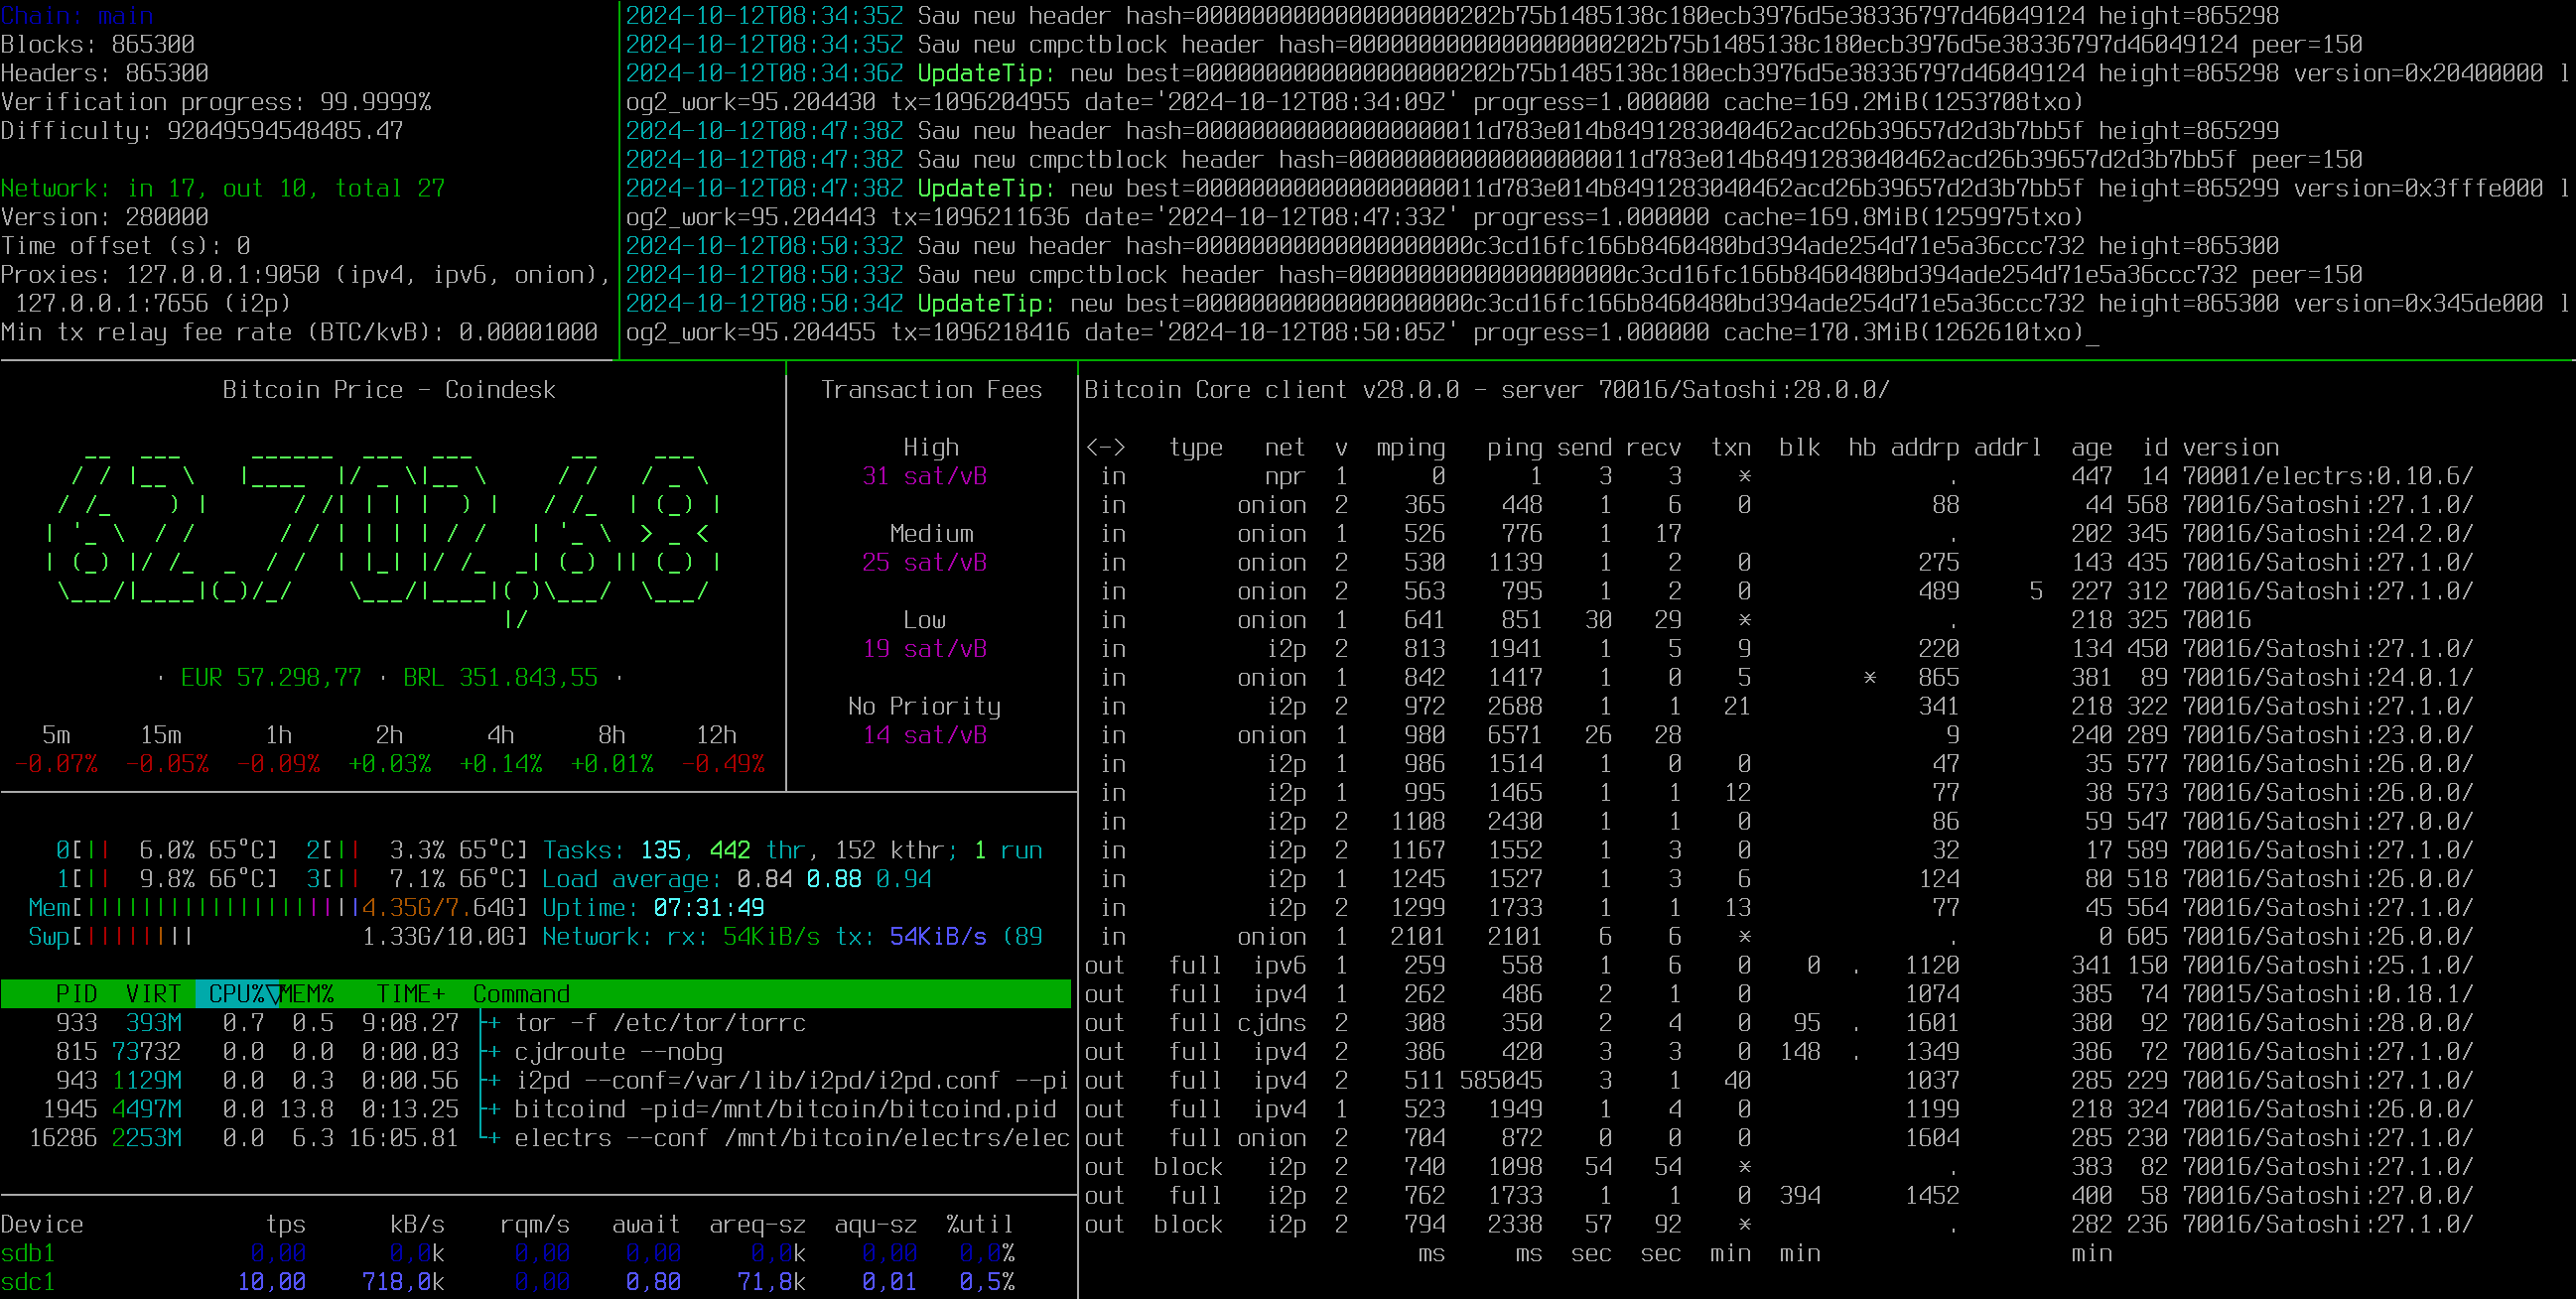 Chain: main
Blocks: 865300
Headers: 865300
Verification progress: 99.9999%
Difficulty: 92049594548485.47
Network: in 17, out 10, total 27
Version: 280000
Time offset (s): 0
Proxies: 127.0.0.1:9050 (ipv4, ipv6, onion),
127.0.0.1:7656 (i2p)
Min tx relay fee rate (BTC/kvB): 0.00001000
2024-10-12T08:34:35Z Saw new header hash=00000000000000000000202b75b1485138c180ecb3976d5e38336797d46049124 height=865298
2024-10-12T08:34:35Z Saw new cmpctblock header hash=00000000000000000000202b75b1485138c180ecb3976d5e38336797d46049124 peer=150
2024-10-12T08:34:36Z UpdateTip: new best=00000000000000000000202b75b1485138c180ecb3976d5e38336797d46049124 height=865298 version=0x20400000 l
og2_work=95.204430 tx=1096204955 date='2024-10-12T08:34:09Z' progress=1.000000 cache=169.2MiB(1253708txo)
2024-10-12T08:47:38Z Saw new header hash=0000000000000000000011d783e014b8491283040462acd26b39657d2d3b7bb5f height=865299
2024-10-12T08:47:38Z Saw new cmpctblock header hash=0000000000000000000011d783e014b8491283040462acd26b39657d2d3b7bb5f peer=150
2024-10-12T08:47:38Z UpdateTip: new best=0000000000000000000011d783e014b8491283040462acd26b39657d2d3b7bb5f height=865299 version=0x3fffe000 l
og2_work=95.204443 tx=1096211636 date='2024-10-12T08:47:33Z' progress=1.000000 cache=169.8MiB(1259975txo)
2024-10-12T08:50:33Z Saw new header hash=00000000000000000000c3cd16fc166b8460480bd394ade254d71e5a36ccc732 height=865300
2024-10-12T08:50:33Z Saw new cmpctblock header hash=00000000000000000000c3cd16fc166b8460480bd394ade254d71e5a36ccc732 peer=150
2024-10-12T08:50:34Z UpdateTip: new best=00000000000000000000c3cd16fc166b8460480bd394ade254d71e5a36ccc732 height=865300 version=0x345de000 l
og2_work=95.204455 tx=1096218416 date='2024-10-12T08:50:05Z' progress=1.000000 cache=170.3MiB(1262610txo)_
Bitcoin Price - Coindesk
62.702,68
· EUR 57.298,77 · BRL 351.843,55 ·
5m 15m 1h 2h 4h 8h 12h
-0.07% -0.05% -0.09% +0.03% +0.14% +0.01% -0.49%
Transaction Fees
High
31 sat/vB
Medium
25 sat/vB
Low
19 sat/vB
No Priority
14 sat/vB
0[|| 6.0% 65°C] 2[|| 3.3% 65°C] Tasks: 135, 442 thr, 152 kthr; 1 run
1[|| 9.8% 66°C] 3[|| 7.1% 66°C] Load average: 0.84 0.88 0.94
Mem[||||||||||||||||||||4.35G/7.64G] Uptime: 07:31:49
Swp[|||||||| 1.33G/10.0G] Network: rx: 54KiB/s tx: 54KiB/s (89
PID VIRT CPU%▽MEM% TIME+ Command
933 393M 0.7 0.5 9:08.27 ├+ tor -f /etc/tor/torrc
815 73732 0.0 0.0 0:00.03 ├+ cjdroute --nobg
943 1129M 0.0 0.3 0:00.56 ├+ i2pd --conf=/var/lib/i2pd/i2pd.conf --pi
1945 4497M 0.0 13.8 0:13.25 ├+ bitcoind -pid=/mnt/bitcoin/bitcoind.pid
16286 2253M 0.0 6.3 16:05.81 └+ electrs --conf /mnt/bitcoin/electrs/elec
Device tps kB/s rqm/s await areq-sz aqu-sz %util
sdb1 0,00 0,0k 0,00 0,00 0,0k 0,00 0,0%
sdc1 10,00 718,0k 0,00 0,80 71,8k 0,01 0,5%
Bitcoin Core client v28.0.0 - server 70016/Satoshi:28.0.0/
<-> type net v mping ping send recv txn blk hb addrp addrl age id version
in npr 1 0 1 3 3 * . 447 14 70001/electrs:0.10.6/
in onion 2 365 448 1 6 0 88 44 568 70016/Satoshi:27.1.0/
in onion 1 526 776 1 17 . 202 345 70016/Satoshi:24.2.0/
in onion 2 530 1139 1 2 0 275 143 435 70016/Satoshi:27.1.0/
in onion 2 563 795 1 2 0 489 5 227 312 70016/Satoshi:27.1.0/
in onion 1 641 851 30 29 * . 218 325 70016
in i2p 2 813 1941 1 5 9 220 134 450 70016/Satoshi:27.1.0/
in onion 1 842 1417 1 0 5 * 865 381 89 70016/Satoshi:24.0.1/
in i2p 2 972 2688 1 1 21 341 218 322 70016/Satoshi:27.1.0/
in onion 1 980 6571 26 28 9 240 289 70016/Satoshi:23.0.0/
in i2p 1 986 1514 1 0 0 47 35 577 70016/Satoshi:26.0.0/
in i2p 1 995 1465 1 1 12 77 38 573 70016/Satoshi:26.0.0/
in i2p 2 1108 2430 1 1 0 86 59 547 70016/Satoshi:27.0.0/
in i2p 2 1167 1552 1 3 0 32 17 589 70016/Satoshi:27.1.0/
in i2p 1 1245 1527 1 3 6 124 80 518 70016/Satoshi:26.0.0/
in i2p 2 1299 1733 1 1 13 77 45 564 70016/Satoshi:27.1.0/
in onion 1 2101 2101 6 6 * . 0 605 70016/Satoshi:26.0.0/
out full ipv6 1 259 558 1 6 0 0 . 1120 341 150 70016/Satoshi:25.1.0/
out full ipv4 1 262 486 2 1 0 1074 385 74 70015/Satoshi:0.18.1/
out full cjdns 2 308 350 2 4 0 95 . 1601 380 92 70016/Satoshi:28.0.0/
out full ipv4 2 386 420 3 3 0 148 . 1349 386 72 70016/Satoshi:27.1.0/
out full ipv4 2 511 585045 3 1 40 1037 285 229 70016/Satoshi:27.1.0/
out full ipv4 1 523 1949 1 4 0 1199 218 324 70016/Satoshi:26.0.0/
out full onion 2 704 872 0 0 0 1604 285 230 70016/Satoshi:27.1.0/
out block i2p 2 740 1098 54 54 * . 383 82 70016/Satoshi:27.1.0/
out full i2p 2 762 1733 1 1 0 394 1452 400 58 70016/Satoshi:27.0.0/
out block i2p 2 794 2338 57 92 * . 282 236 70016/Satoshi:27.1.0/
ms ms sec sec min min min